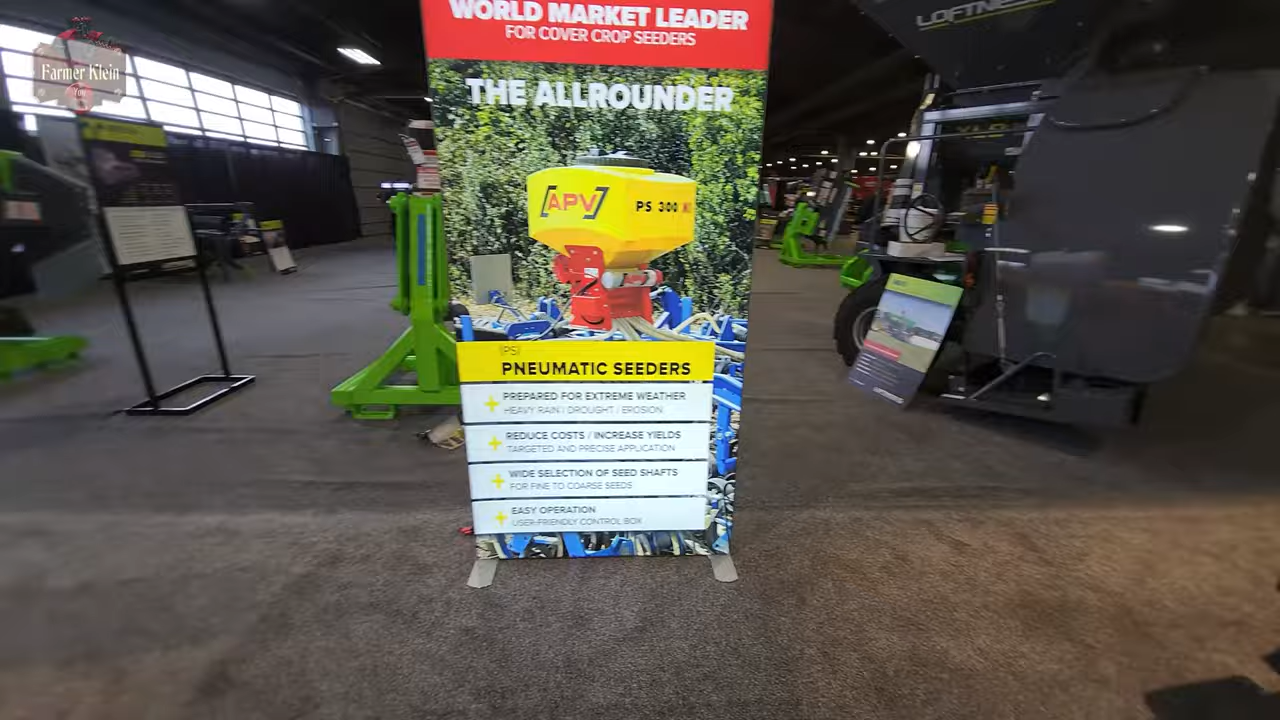 WORLD MARKET LEADER
FOR COVER CROP SEEDERS
THE ALLROUNDER
[APV]
PS 300 M1
(PS)
PNEUMATIC SEEDERS
+ PREPARED FOR EXTREME WEATHER
HEAVY RAIN / DROUGHT / EROSION
+ REDUCE COSTS / INCREASE YIELDS
TARGETED AND PRECISE APPLICATION
+ WIDE SELECTION OF SEED SHAFTS
FOR FINE TO COARSE SEEDS
+ EASY OPERATION
USER-FRIENDLY CONTROL BOX
LOFTNESS
Farmer Klein